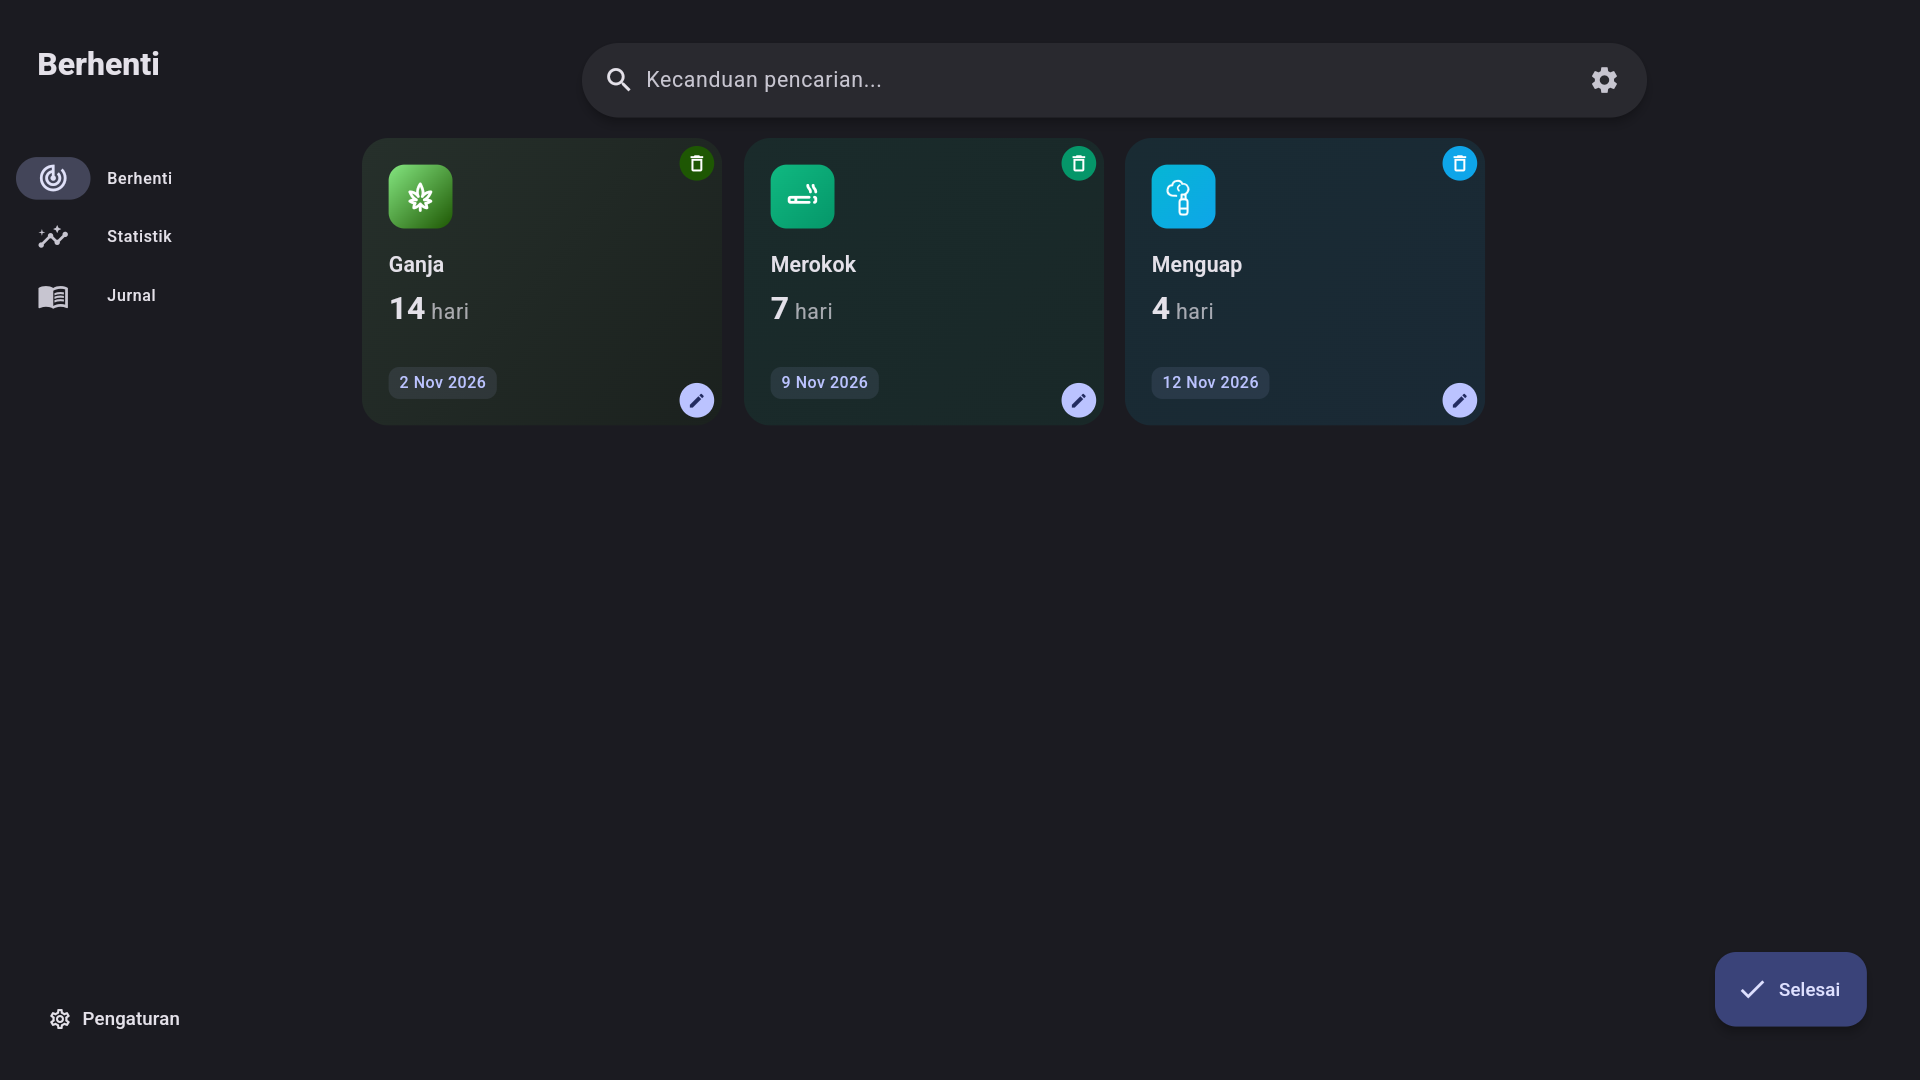 Berhenti
Kecanduan pencarian...
Berhenti
Statistik
Jurnal
Ganja
14 hari
2 Nov 2026
Merokok
7 hari
9 Nov 2026
Menguap
4 hari
12 Nov 2026
Pengaturan
Selesai